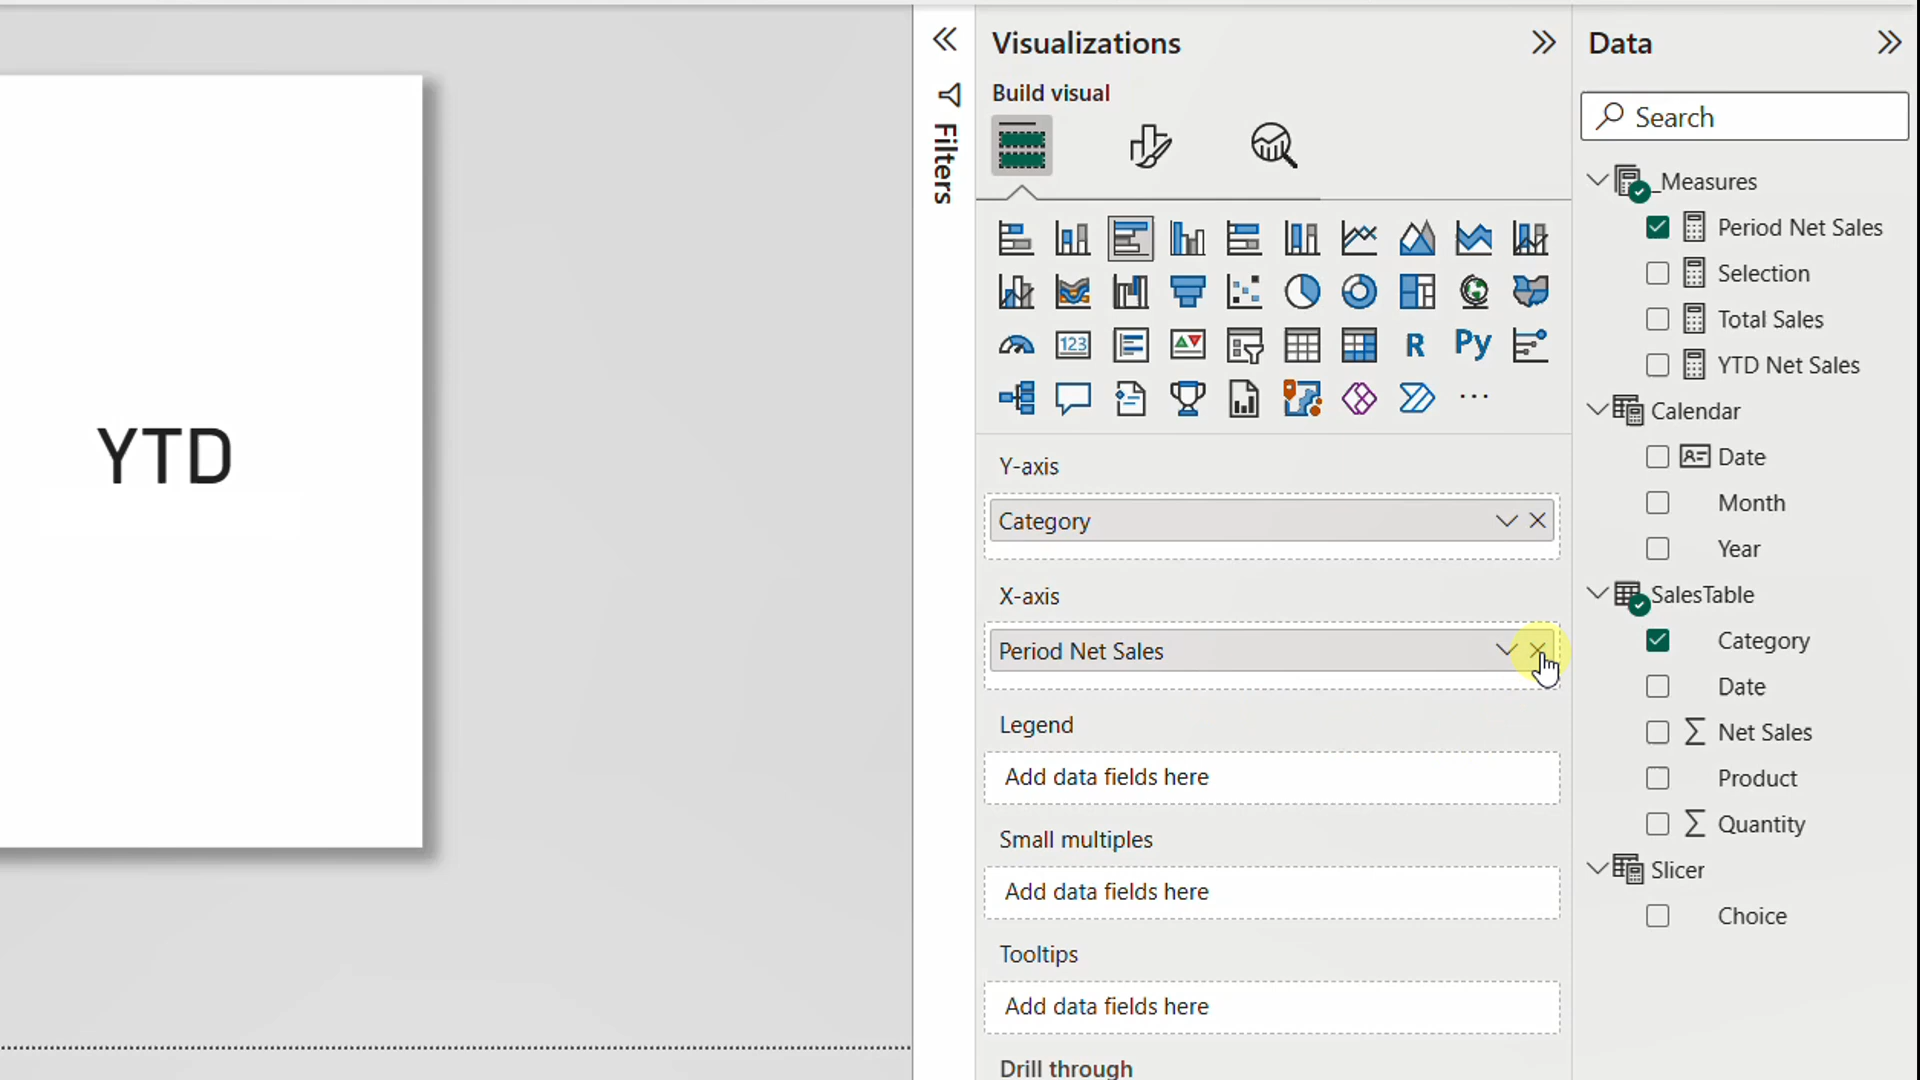 YTD
Filters
Visualizations
Build visual
123
R
Py
...
Y-axis
Category
X-axis
Period Net Sales
Legend
Add data fields here
Small multiples
Add data fields here
Tooltips
Add data fields here
Drill through
Data
Search
_Measures
Period Net Sales
Selection
Total Sales
YTD Net Sales
Calendar
Date
Month
Year
SalesTable
Category
Date
Σ Net Sales
Product
Σ Quantity
Slicer
Choice